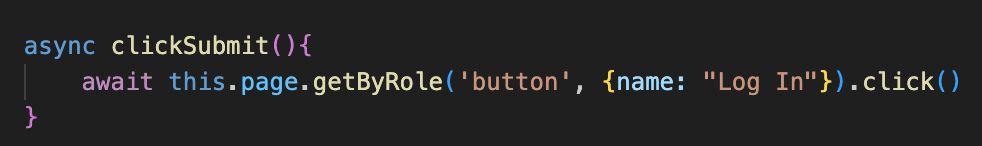 async clickSubmit(){
    await this.page.getByRole('button', {name: "Log In"}).click()
}